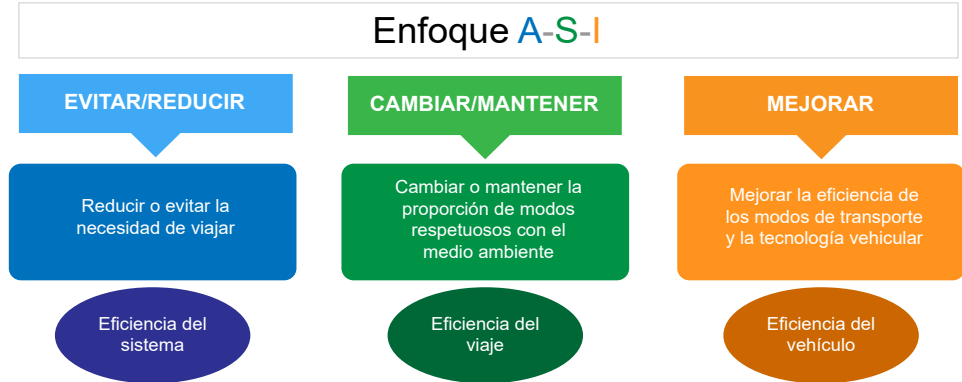 Enfoque A-S-I
EVITAR/REDUCIR
Reducir o evitar la
necesidad de viajar
Eficiencia del
sistema
CAMBIAR/MANTENER
Cambiar o mantener la
proporción de modos
respetuosos con el
medio ambiente
Eficiencia del
viaje
MEJORAR
Mejorar la eficiencia de
los modos de transporte
y la tecnología vehicular
Eficiencia del
vehículo